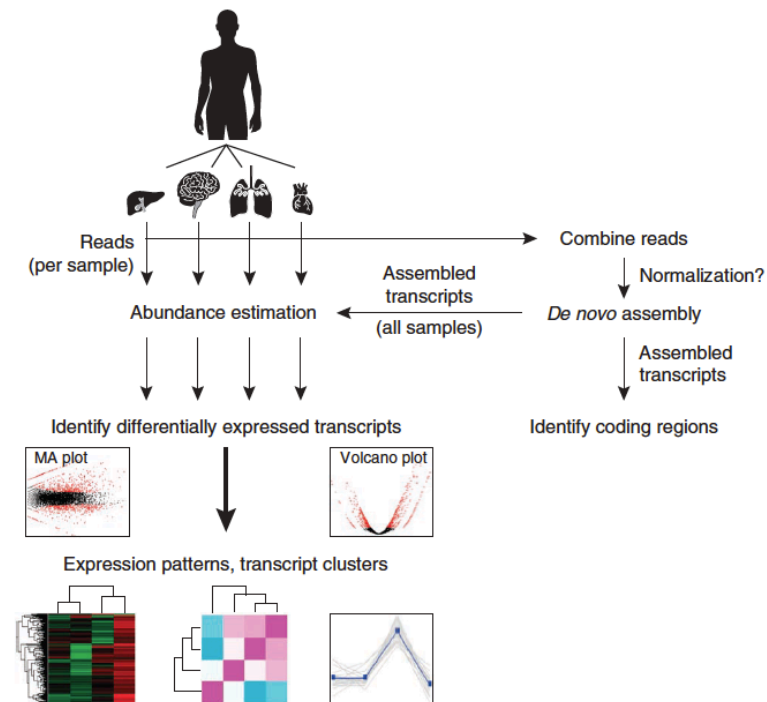 Reads
(per sample)
Combine reads
Normalization?
Assembled
transcripts
(all samples)
Abundance estimation
De novo assembly
Assembled
transcripts
Identify differentially expressed transcripts
Identify coding regions
MA plot
Volcano plot
Expression patterns, transcript clusters